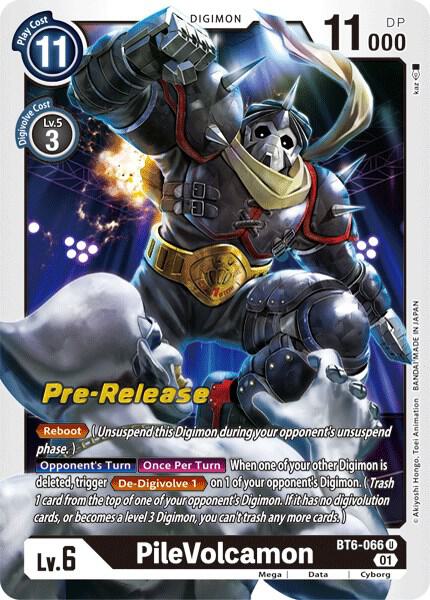 Play Cost
11
DIGIMON
11000
DP
Digivolve Cost
Lv.5
3
kaz
Pre-Release
Reboot (Unsuspend this Digimon during your opponent's unsuspend
phase.)
Opponent's Turn Once Per Turn When one of your other Digimon is
deleted, trigger De-Digivolve 1 on 1 of your opponent's Digimon. (Trash
1 card from the top of one of your opponent's Digimon. If it has no digivolution
cards, or becomes a level 3 Digimon, you can't trash any more cards.)
©Akiyoshi Hongo, Toei Animation BANDAI MADE IN JAPAN
Lv.6
PileVolcamon
BT6-066 U
01
Mega Data Cyborg